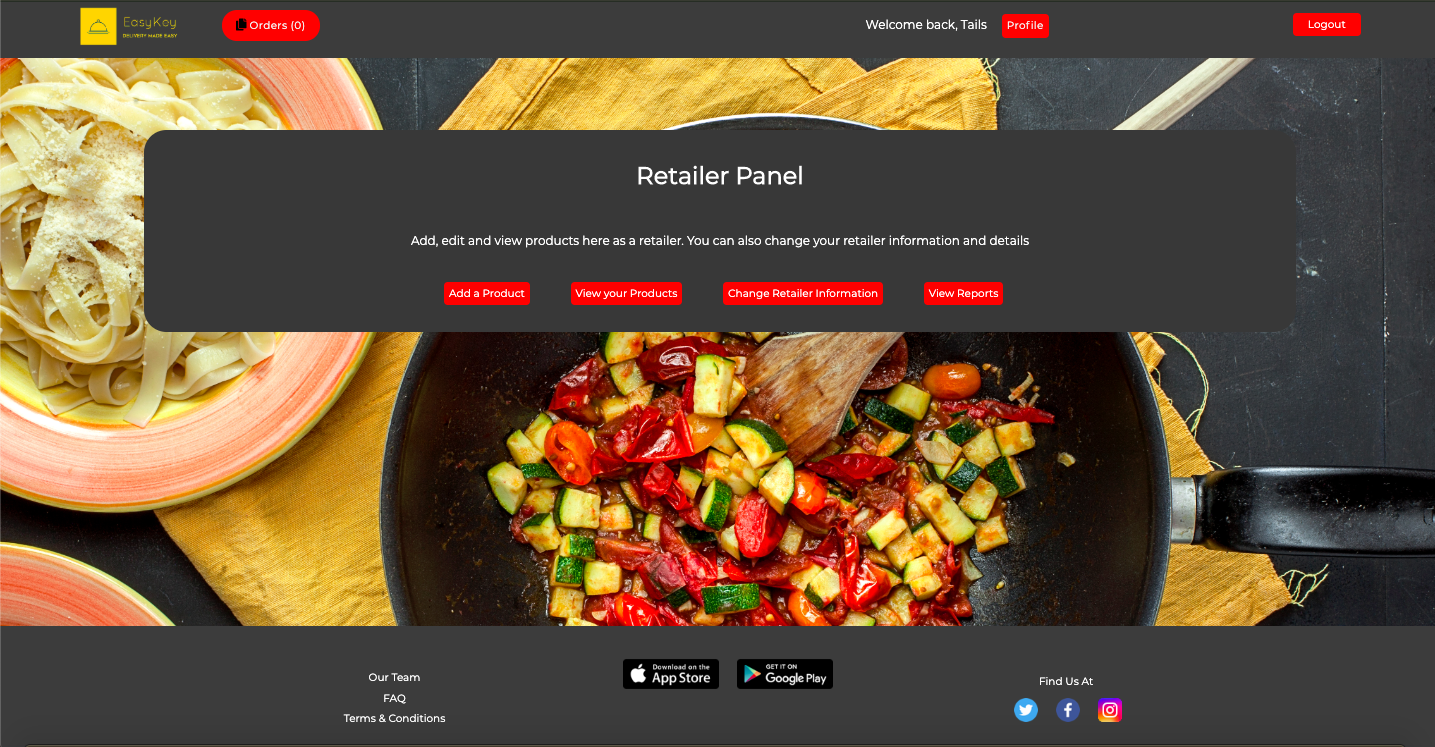 EasyKey
DELIVERY MADE EASY
Orders (0)
Welcome back, Tails
Profile
Logout
Retailer Panel
Add, edit and view products here as a retailer. You can also change your retailer information and details
Add a Product
View your Products
Change Retailer Information
View Reports
Our Team
FAQ
Terms & Conditions
Download on the
App Store
GET IT ON
Google Play
Find Us At